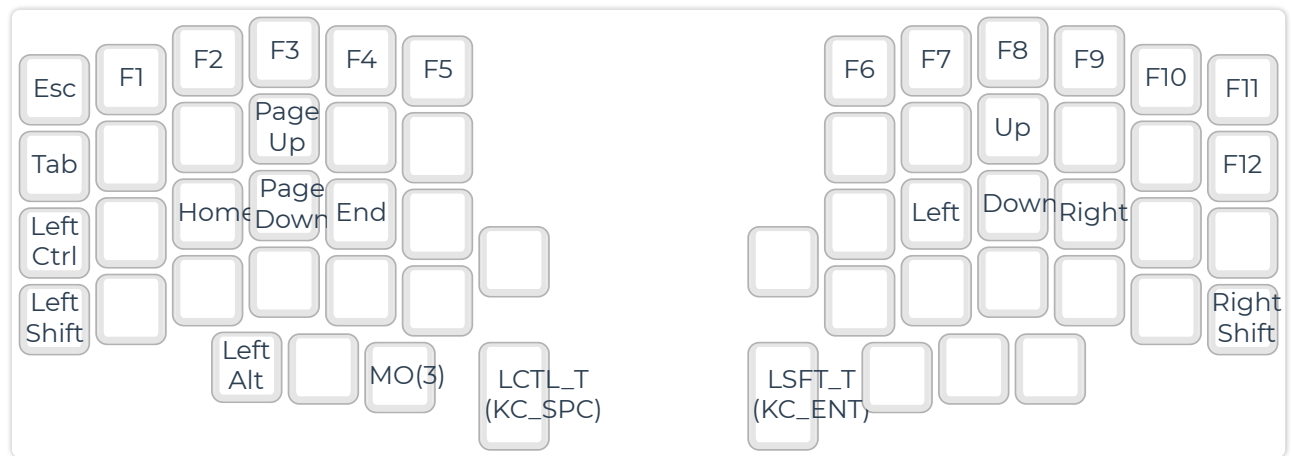 Esc
F1
F2
F3
F4
F5
F6
F7
F8
F9
F10
F11
Tab
Page
Up
Up
F12
Left
Ctrl
Home
Page
Down
End
Left
Down
Right
Left
Shift
Right
Shift
Left
Alt
MO(3)
LCTL_T
(KC_SPC)
LSFT_T
(KC_ENT)